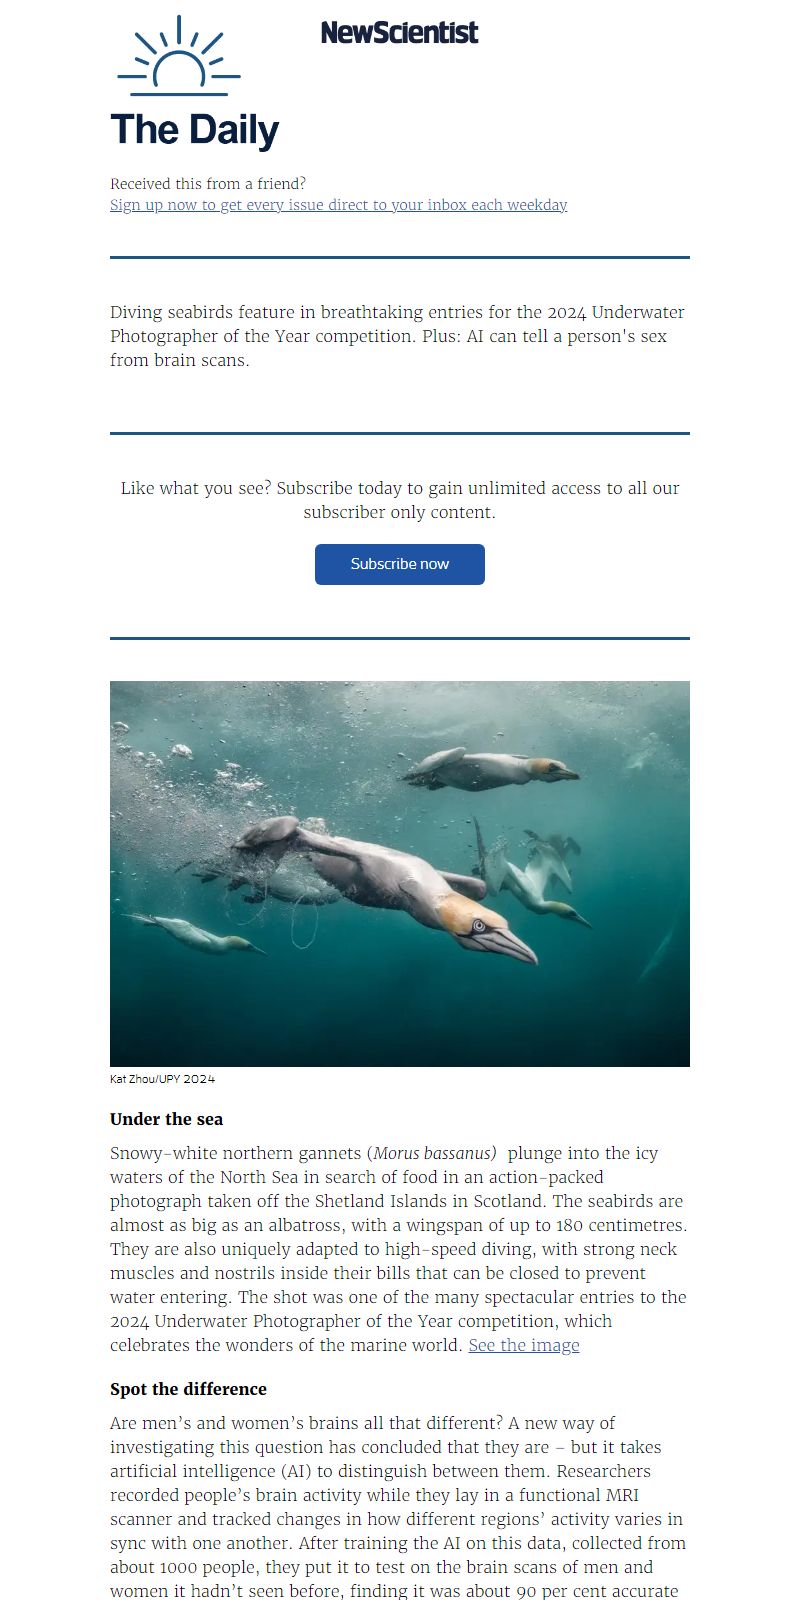 NewScientist
The Daily
Received this from a friend?
Sign up now to get every issue direct to your inbox each weekday
Diving seabirds feature in breathtaking entries for the 2024 Underwater
Photographer of the Year competition. Plus: AI can tell a person's sex
from brain scans.
Like what you see? Subscribe today to gain unlimited access to all our
subscriber only content.
Subscribe now
Kat Zhou/UPY 2024
Under the sea
Snowy-white northern gannets (Morus bassanus)  plunge into the icy
waters of the North Sea in search of food in an action-packed
photograph taken off the Shetland Islands in Scotland. The seabirds are
almost as big as an albatross, with a wingspan of up to 180 centimetres.
They are also uniquely adapted to high-speed diving, with strong neck
muscles and nostrils inside their bills that can be closed to prevent
water entering. The shot was one of the many spectacular entries to the
2024 Underwater Photographer of the Year competition, which
celebrates the wonders of the marine world. See the image
Spot the difference
Are men’s and women’s brains all that different? A new way of
investigating this question has concluded that they are – but it takes
artificial intelligence (AI) to distinguish between them. Researchers
recorded people’s brain activity while they lay in a functional MRI
scanner and tracked changes in how different regions’ activity varies in
sync with one another. After training the AI on this data, collected from
about 1000 people, they put it to test on the brain scans of men and
women it hadn’t seen before, finding it was about 90 per cent accurate